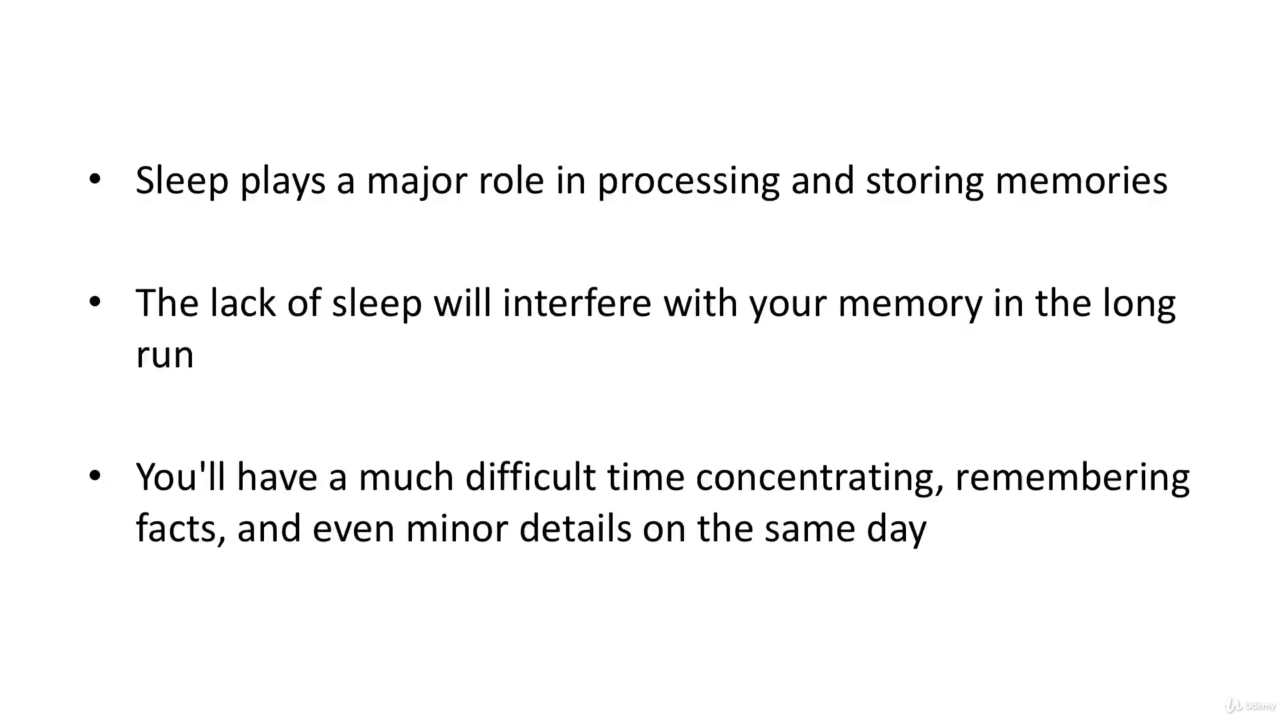 • Sleep plays a major role in processing and storing memories
• The lack of sleep will interfere with your memory in the long
run
• You'll have a much difficult time concentrating, remembering
facts, and even minor details on the same day
Udemy